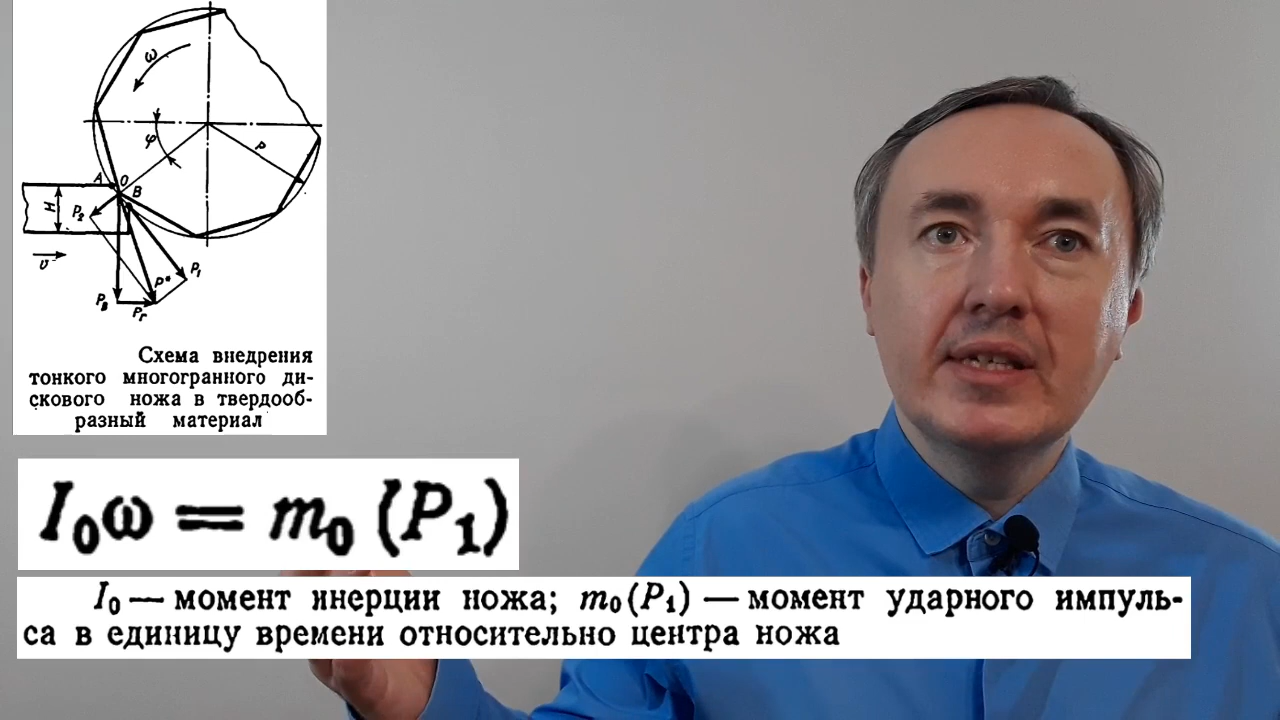 ω
φ
P
A O B
H
P₂
υ
P₁
P*
Pв
Pг
Схема внедрения
тонкого многогранного ди-
скового ножа в твердооб-
разный материал
I₀ω = m₀ (P₁)
I₀ — момент инерции ножа; m₀(P₁) — момент ударного импуль-
са в единицу времени относительно центра ножа